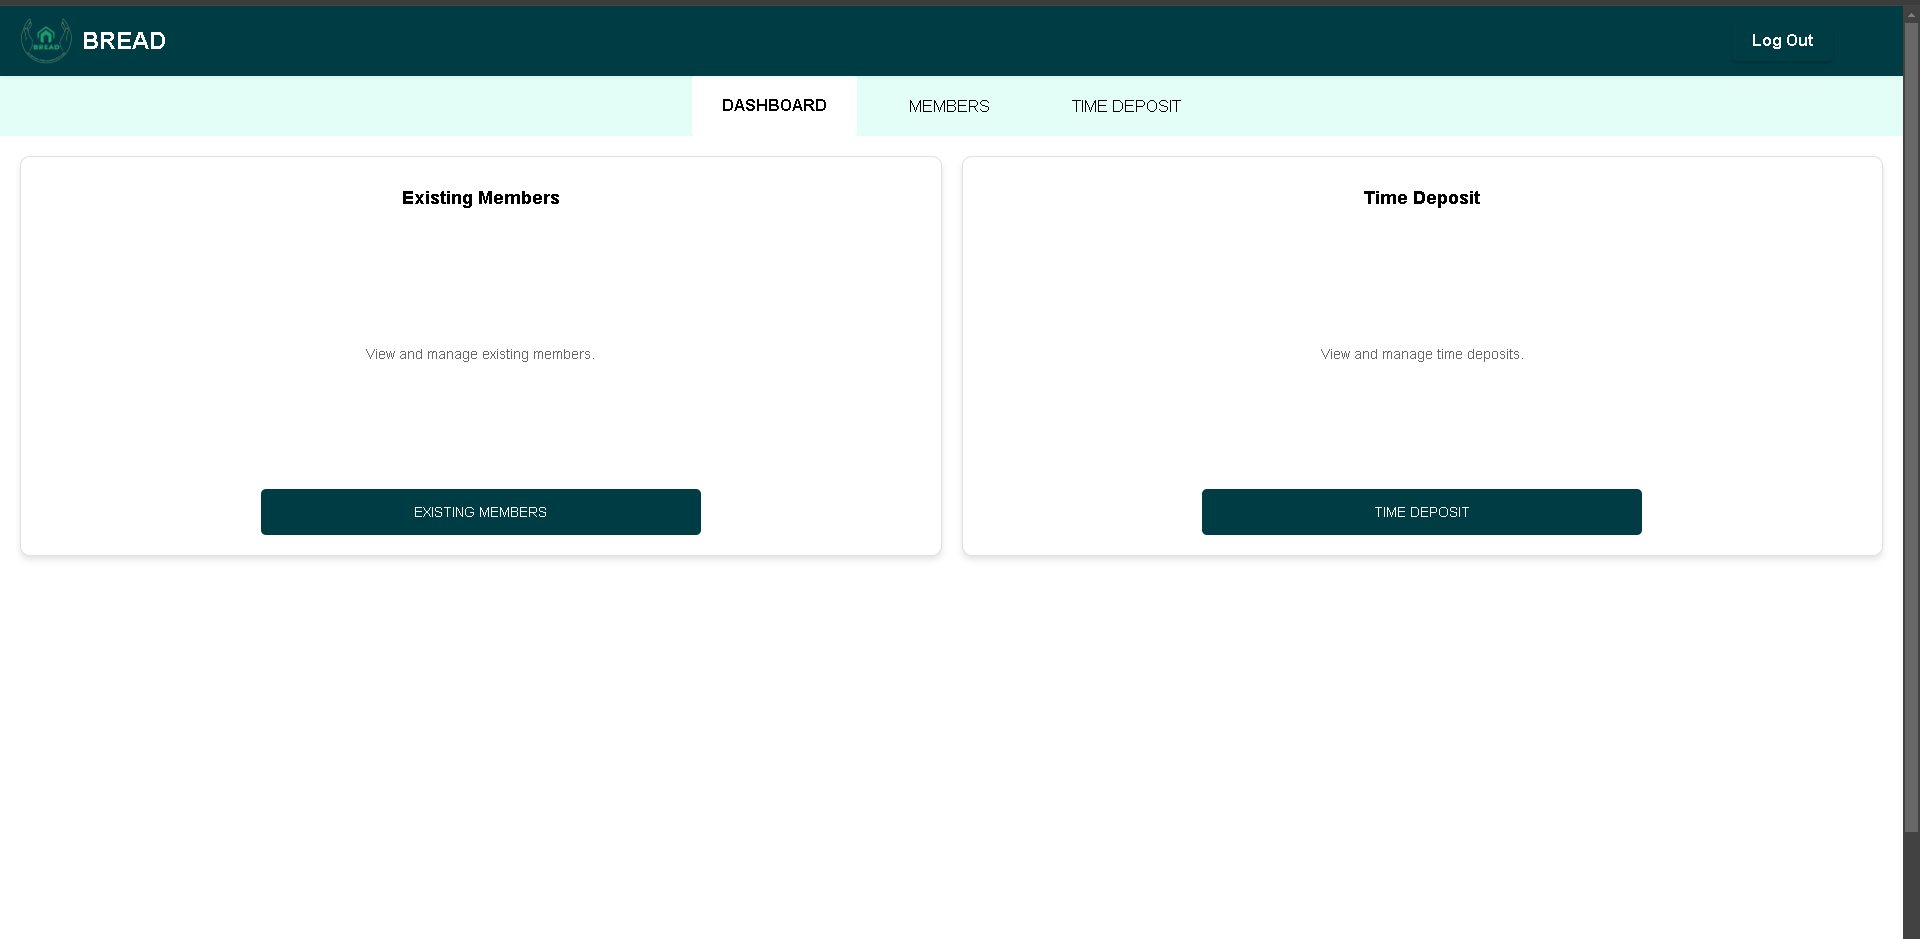 BREAD
BREAD
Log Out
DASHBOARD
MEMBERS
TIME DEPOSIT
Existing Members
View and manage existing members.
EXISTING MEMBERS
Time Deposit
View and manage time deposits.
TIME DEPOSIT